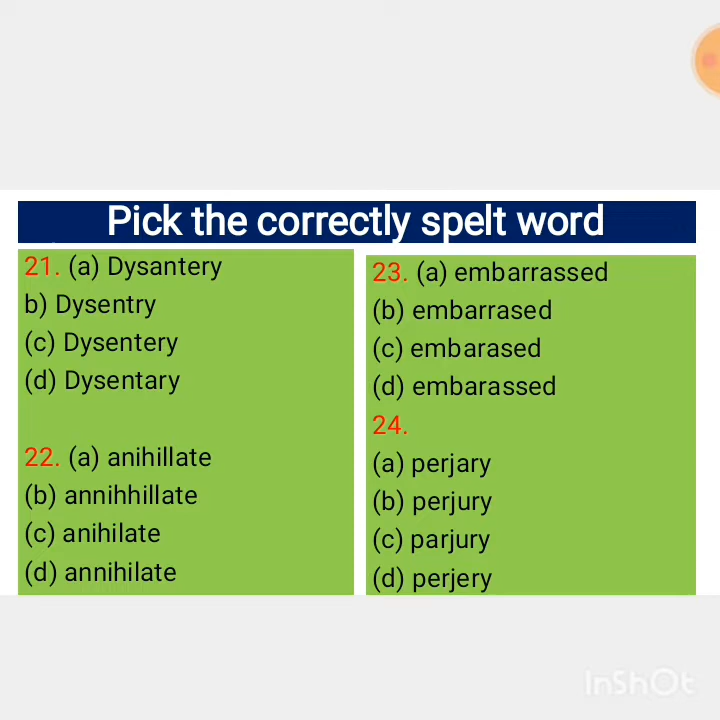 Pick the correctly spelt word
21. (a) Dysantery
b) Dysentry
(c) Dysentery
(d) Dysentary
22. (a) anihillate
(b) annihhillate
(c) anihilate
(d) annihilate
23. (a) embarrassed
(b) embarrased
(c) embarased
(d) embarassed
24.
(a) perjary
(b) perjury
(c) parjury
(d) perjery
InShOt